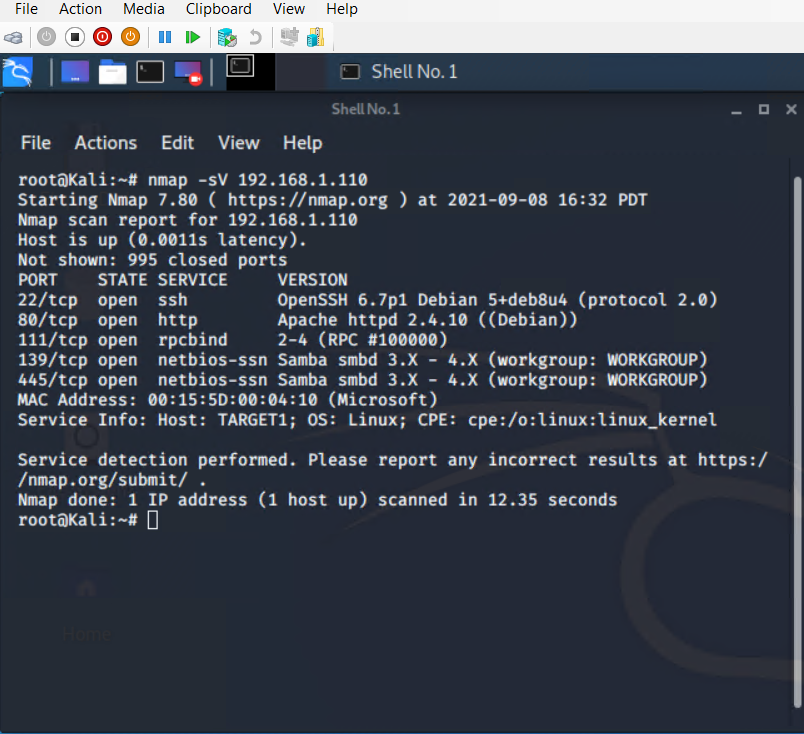 File Action Media Clipboard View Help
Shell No. 1
Shell No. 1
File Actions Edit View Help
root@Kali:~# nmap -sV 192.168.1.110
Starting Nmap 7.80 ( https://nmap.org ) at 2021-09-08 16:32 PDT
Nmap scan report for 192.168.1.110
Host is up (0.0011s latency).
Not shown: 995 closed ports
PORT    STATE SERVICE     VERSION
22/tcp  open  ssh         OpenSSH 6.7p1 Debian 5+deb8u4 (protocol 2.0)
80/tcp  open  http        Apache httpd 2.4.10 ((Debian))
111/tcp open  rpcbind     2-4 (RPC #100000)
139/tcp open  netbios-ssn Samba smbd 3.X - 4.X (workgroup: WORKGROUP)
445/tcp open  netbios-ssn Samba smbd 3.X - 4.X (workgroup: WORKGROUP)
MAC Address: 00:15:5D:00:04:10 (Microsoft)
Service Info: Host: TARGET1; OS: Linux; CPE: cpe:/o:linux:linux_kernel
Service detection performed. Please report any incorrect results at https:/
/nmap.org/submit/ .
Nmap done: 1 IP address (1 host up) scanned in 12.35 seconds
root@Kali:~#
Home